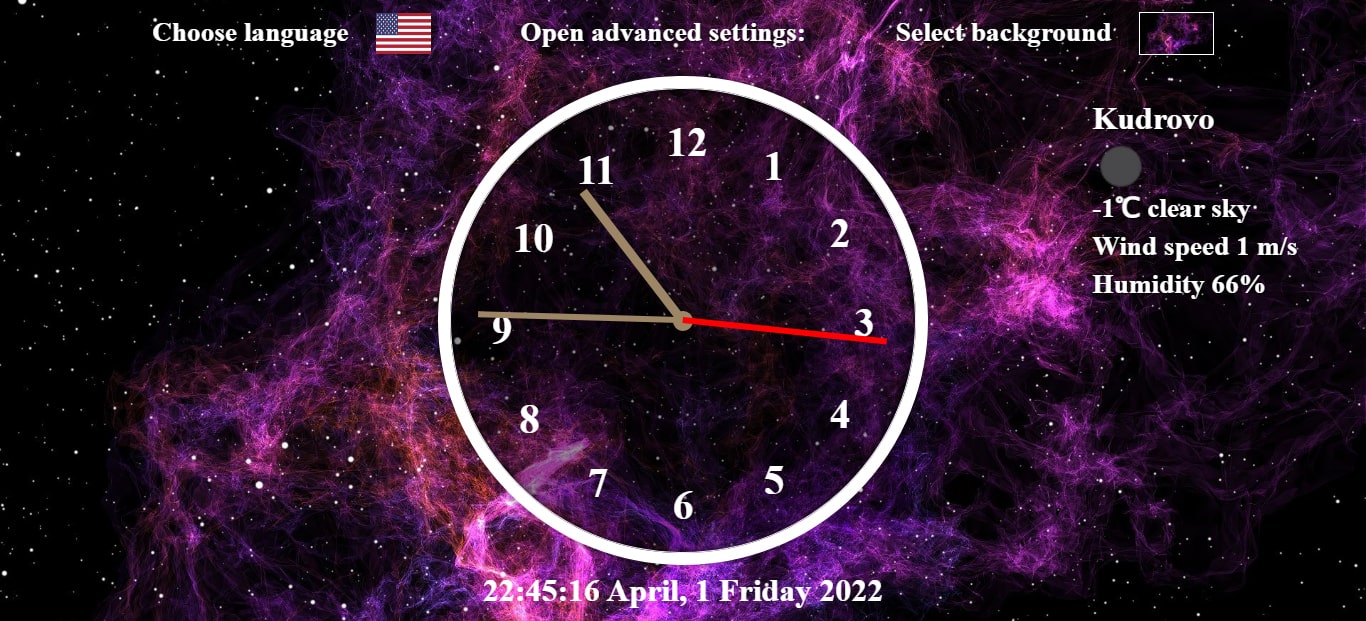 Choose language
Open advanced settings:
Select background
Kudrovo
-1℃ clear sky
Wind speed 1 m/s
Humidity 66%
12
1
2
3
4
5
6
7
8
9
10
11
22:45:16 April, 1 Friday 2022